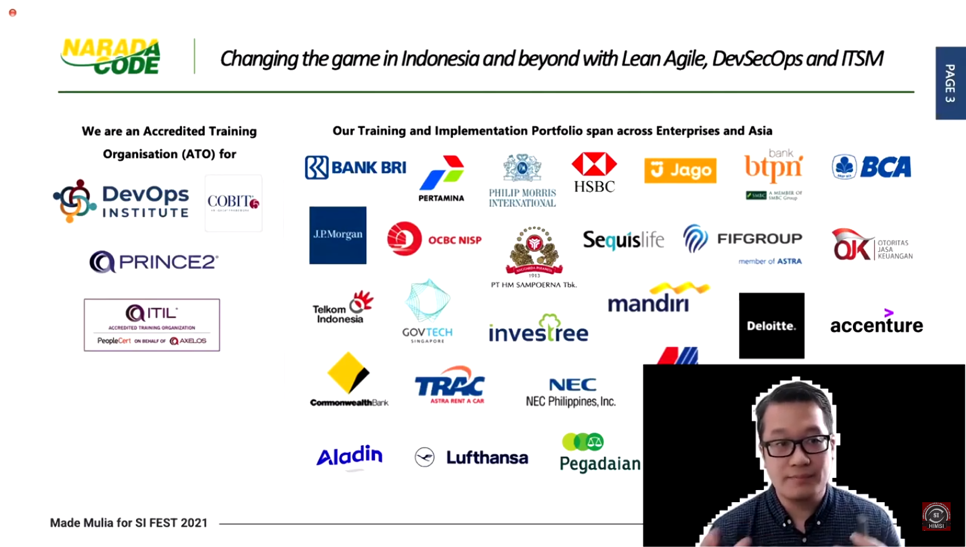 NARADA
CODE
Changing the game in Indonesia and beyond with Lean Agile, DevSecOps and ITSM
PAGE 3
We are an Accredited Training
Organisation (ATO) for
DevOps
INSTITUTE
COBIT
PRINCE2
ITIL
ACCREDITED TRAINING ORGANIZATION
PeopleCert ON BEHALF OF AXELOS
Our Training and Implementation Portfolio span across Enterprises and Asia
BANK BRI
PERTAMINA
PHILIP MORRIS
INTERNATIONAL
HSBC
Jago
bank
btpn
A MEMBER OF
SMBC Group
BCA
J.P.Morgan
OCBC NISP
1913
PT HM SAMPOERNA Tbk.
Sequislife
FIFGROUP
member of ASTRA
OJK
OTORITAS
JASA
KEUANGAN
Telkom
Indonesia
GOVTECH
SINGAPORE
investree
mandiri
Deloitte.
accenture
CommonwealthBank
TRAC
ASTRA RENT A CAR
NEC
NEC Philippines, Inc.
Aladin
Lufthansa
Pegadaian
Made Mulia for SI FEST 2021
SI
HIMSI